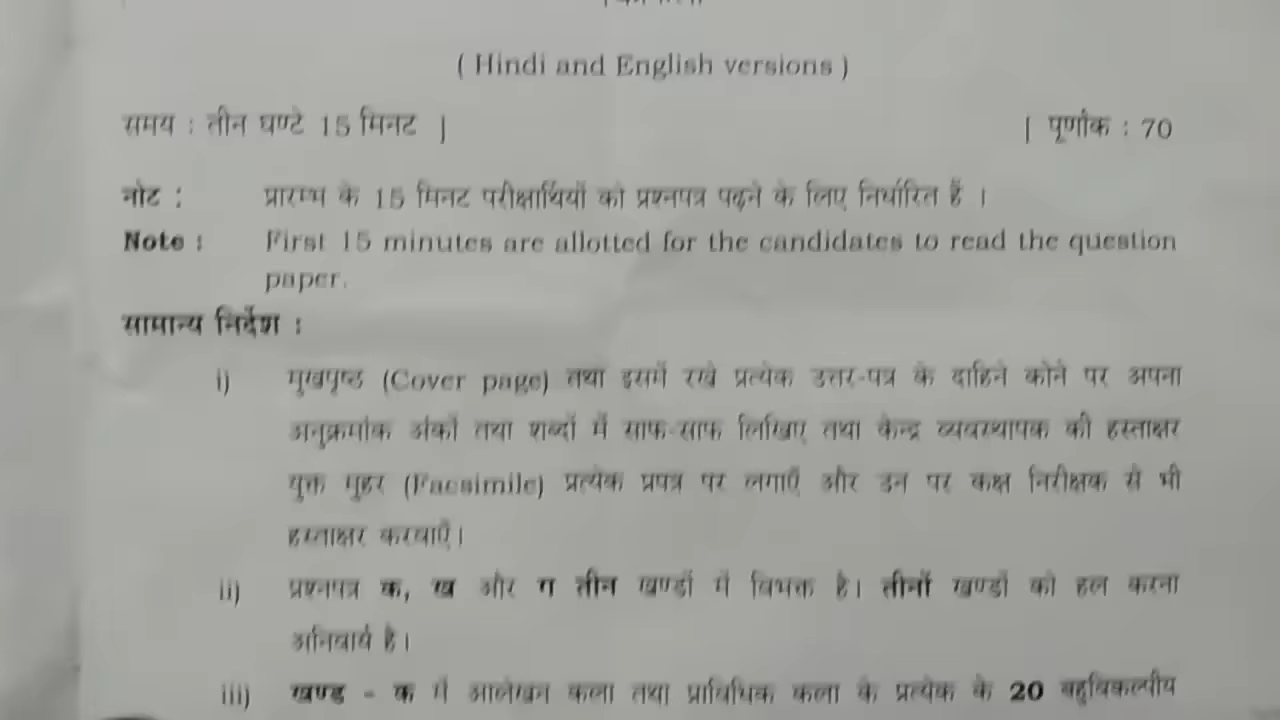 ( Hindi and English versions )
समय : तीन घण्टे 15 मिनट ] [ पूर्णांक : 70
नोट : प्रारम्भ के 15 मिनट परीक्षार्थियों को प्रश्नपत्र पढ़ने के लिए निर्धारित हैं ।
Note : First 15 minutes are allotted for the candidates to read the question
paper.
सामान्य निर्देश :
i) मुखपृष्ठ (Cover page) तथा इसमें रखे प्रत्येक उत्तर-पत्र के दाहिने कोने पर अपना
अनुक्रमांक अंकों तथा शब्दों में साफ-साफ लिखिए तथा केन्द्र व्यवस्थापक की हस्ताक्षर
युक्त मुहर (Facsimile) प्रत्येक प्रपत्र पर लगाएँ और उन पर कक्ष निरीक्षक से भी
हस्ताक्षर करवाएँ।
ii) प्रश्नपत्र क, ख और ग तीन खण्डों में विभक्त है। तीनों खण्डों को हल करना
अनिवार्य है।
iii) खण्ड - क में आलेखन कला तथा प्राविधिक कला के प्रत्येक के 20 बहुविकल्पीय